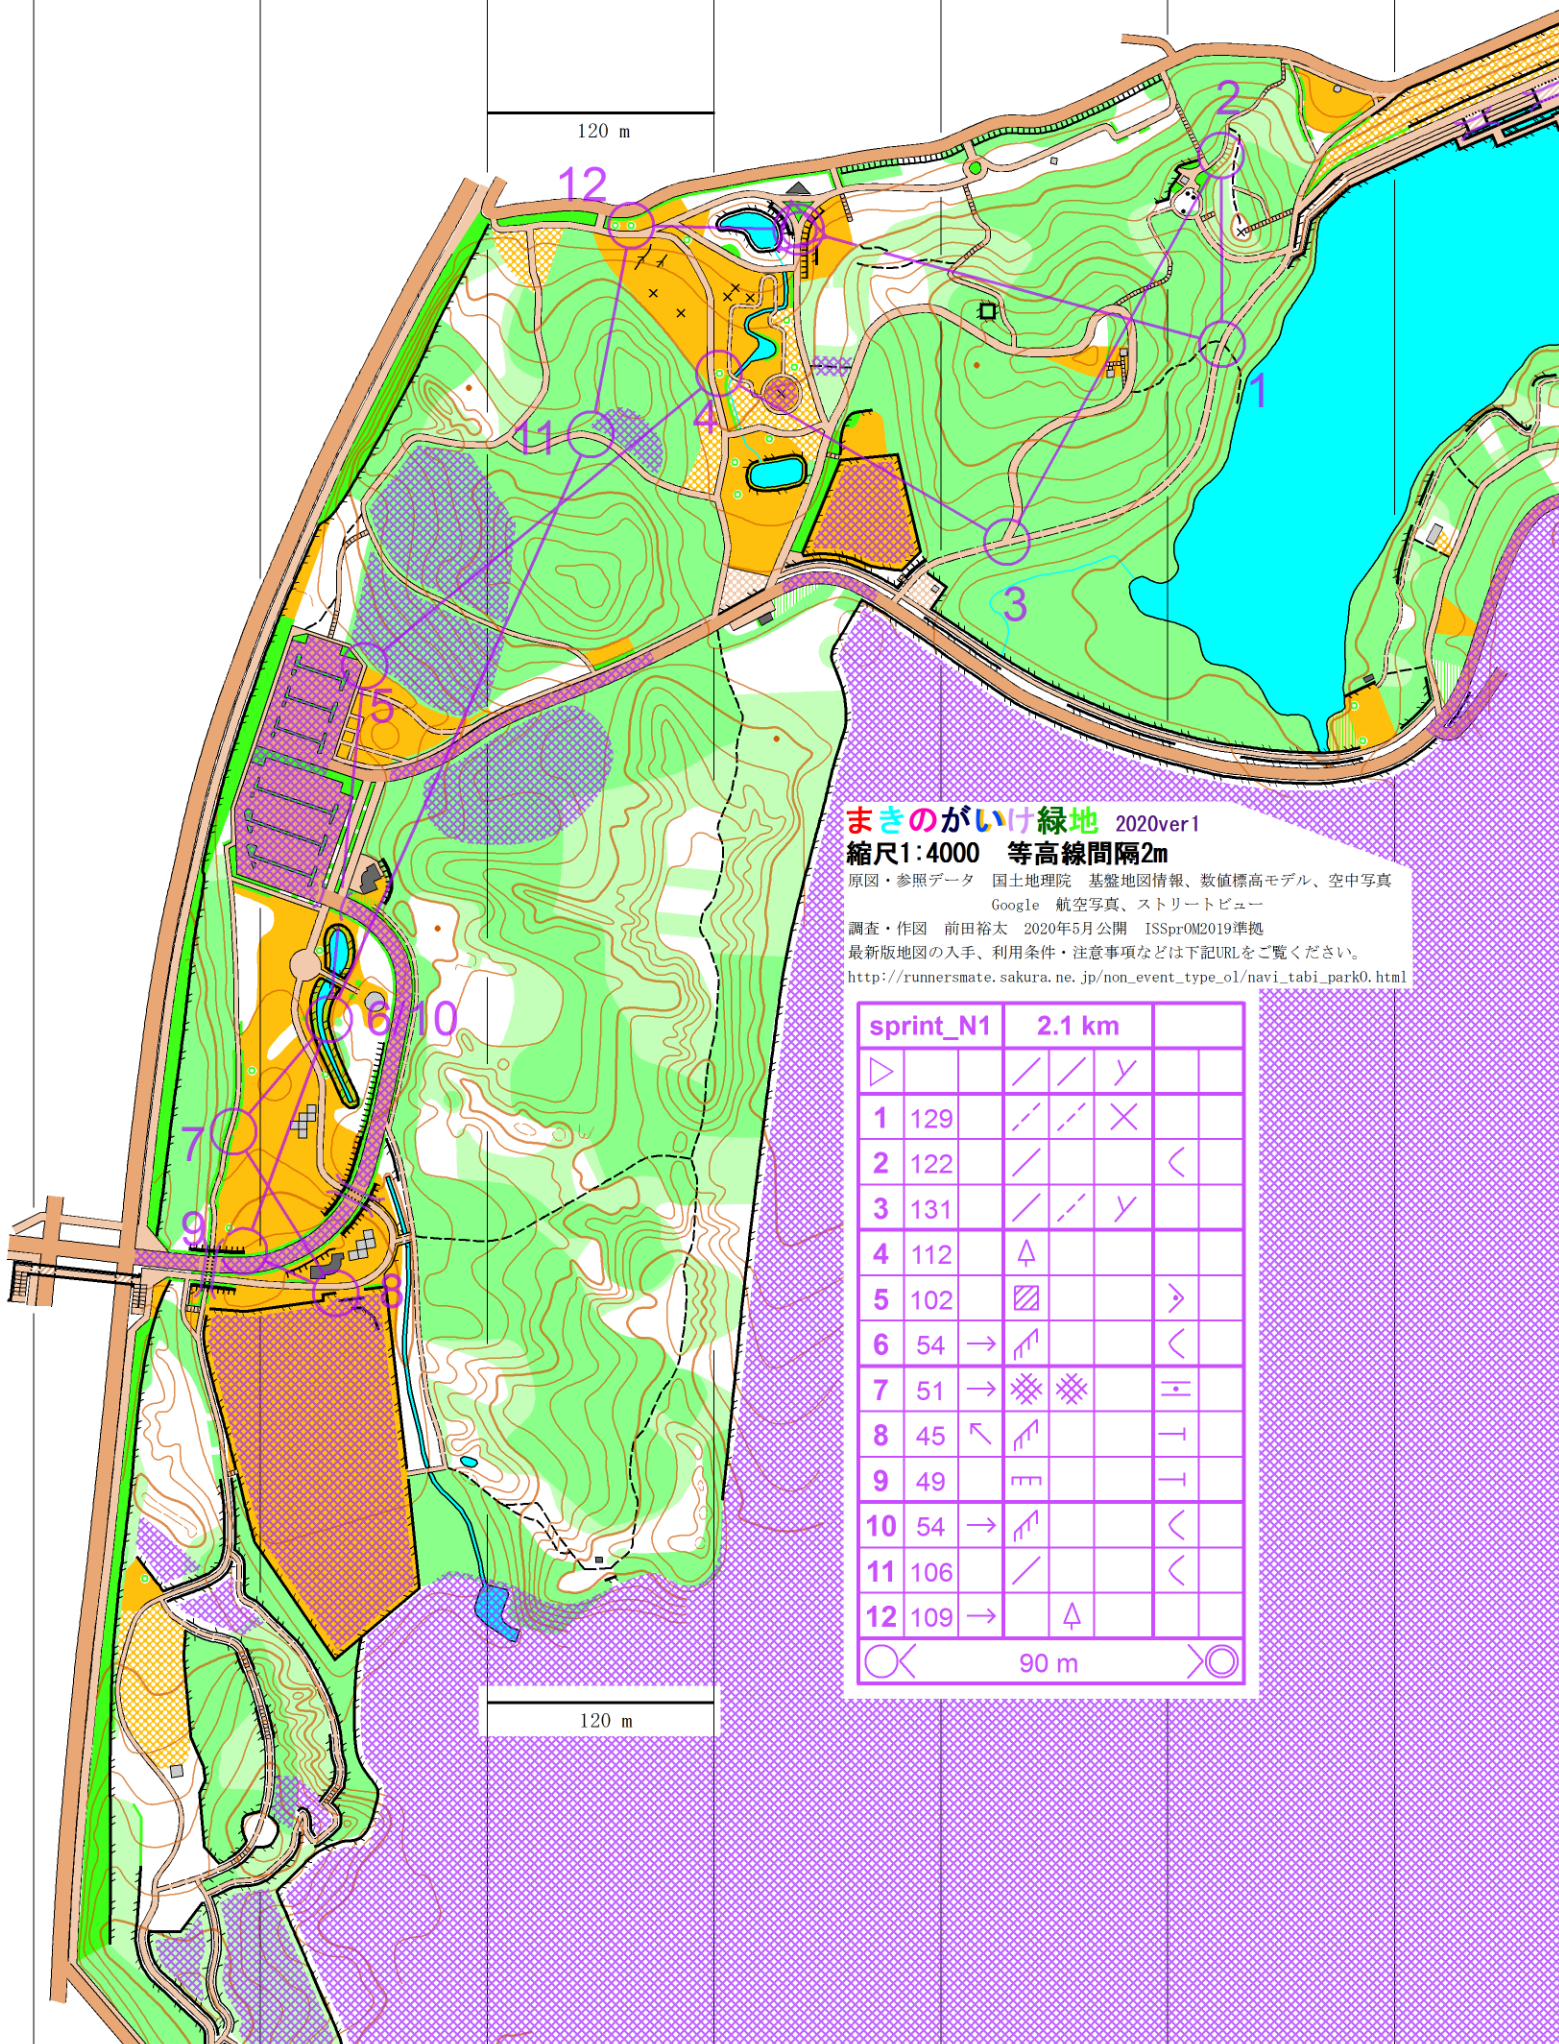 120 m
2
12
1
4
11
3
5
まきのがいけ緑地 2020ver1
縮尺1:4000 等高線間隔2m
原図・参照データ 国土地理院 基盤地図情報、数値標高モデル、空中写真
Google 航空写真、ストリートビュー
調査・作図 前田裕太 2020年5月公開 ISSprOM2019準拠
最新版地図の入手、利用条件・注意事項などは下記URLをご覧ください。
http://runnersmate.sakura.ne.jp/non_event_type_o1/navi_tabi_park0.html
6/10
7
9
8
sprint_N1 2.1 km
1 129
2 122
3 131
4 112
5 102
6 54 →
7 51 →
8 45 ↖
9 49
10 54 →
11 106
12 109 →
90 m
120 m